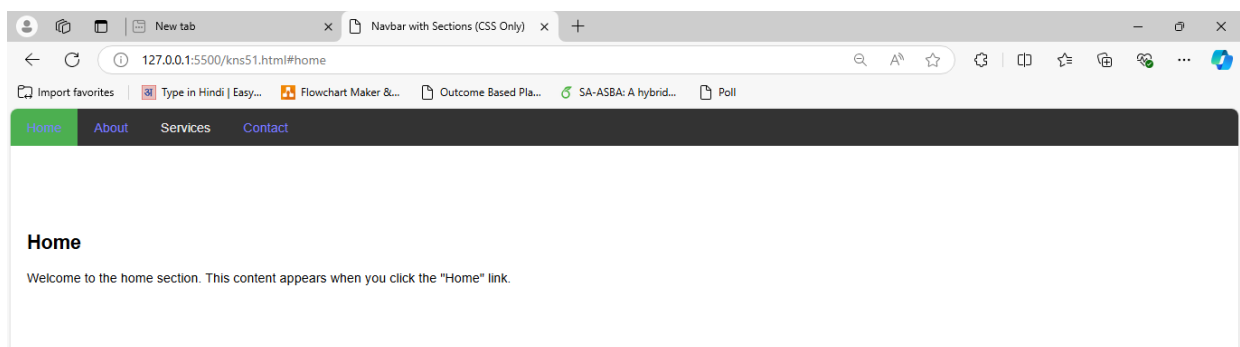 New tab
Navbar with Sections (CSS Only)
127.0.0.1:5500/kns51.html#home
Import favorites
अ Type in Hindi | Easy...
Flowchart Maker &...
Outcome Based Pla...
SA-ASBA: A hybrid...
Poll
Home About Services Contact
Home
Welcome to the home section. This content appears when you click the "Home" link.